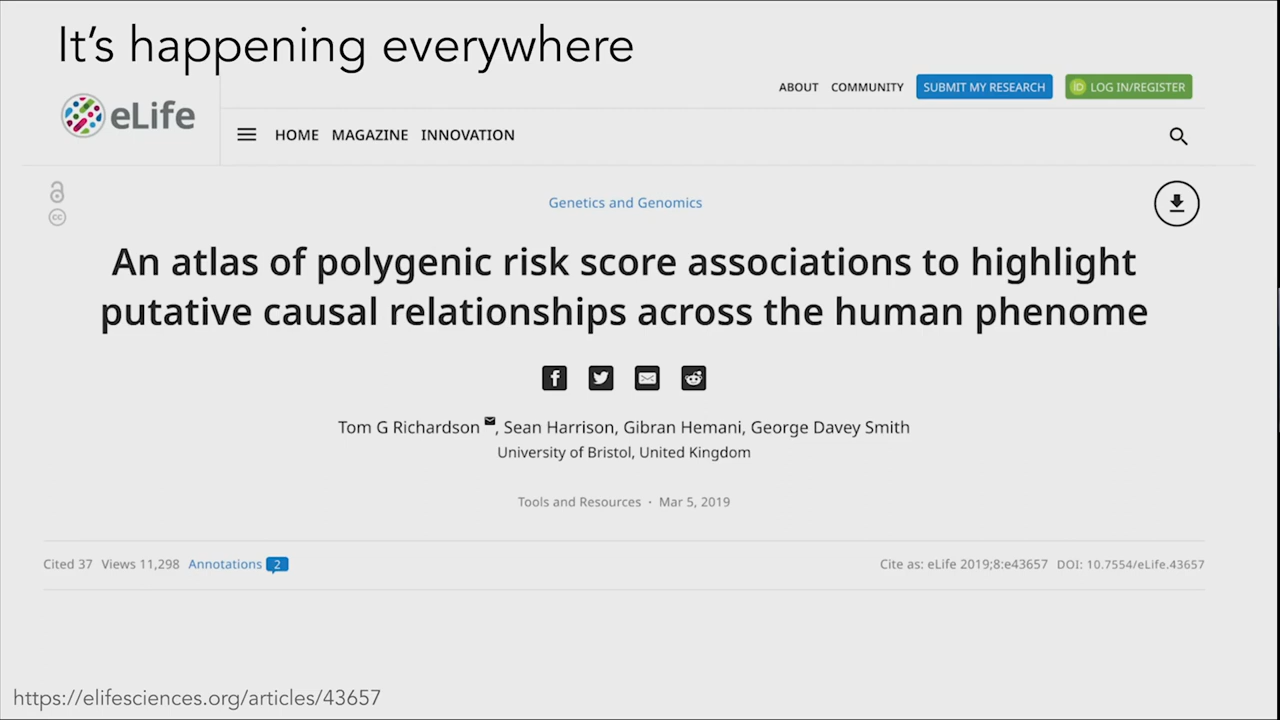 It's happening everywhere
eLife
ABOUT COMMUNITY SUBMIT MY RESEARCH iD LOG IN/REGISTER
HOME MAGAZINE INNOVATION
cc
Genetics and Genomics
An atlas of polygenic risk score associations to highlight
putative causal relationships across the human phenome
Tom G Richardson, Sean Harrison, Gibran Hemani, George Davey Smith
University of Bristol, United Kingdom
Tools and Resources · Mar 5, 2019
Cited 37 Views 11,298 Annotations 2 Cite as: eLife 2019;8:e43657 DOI: 10.7554/eLife.43657
https://elifesciences.org/articles/43657